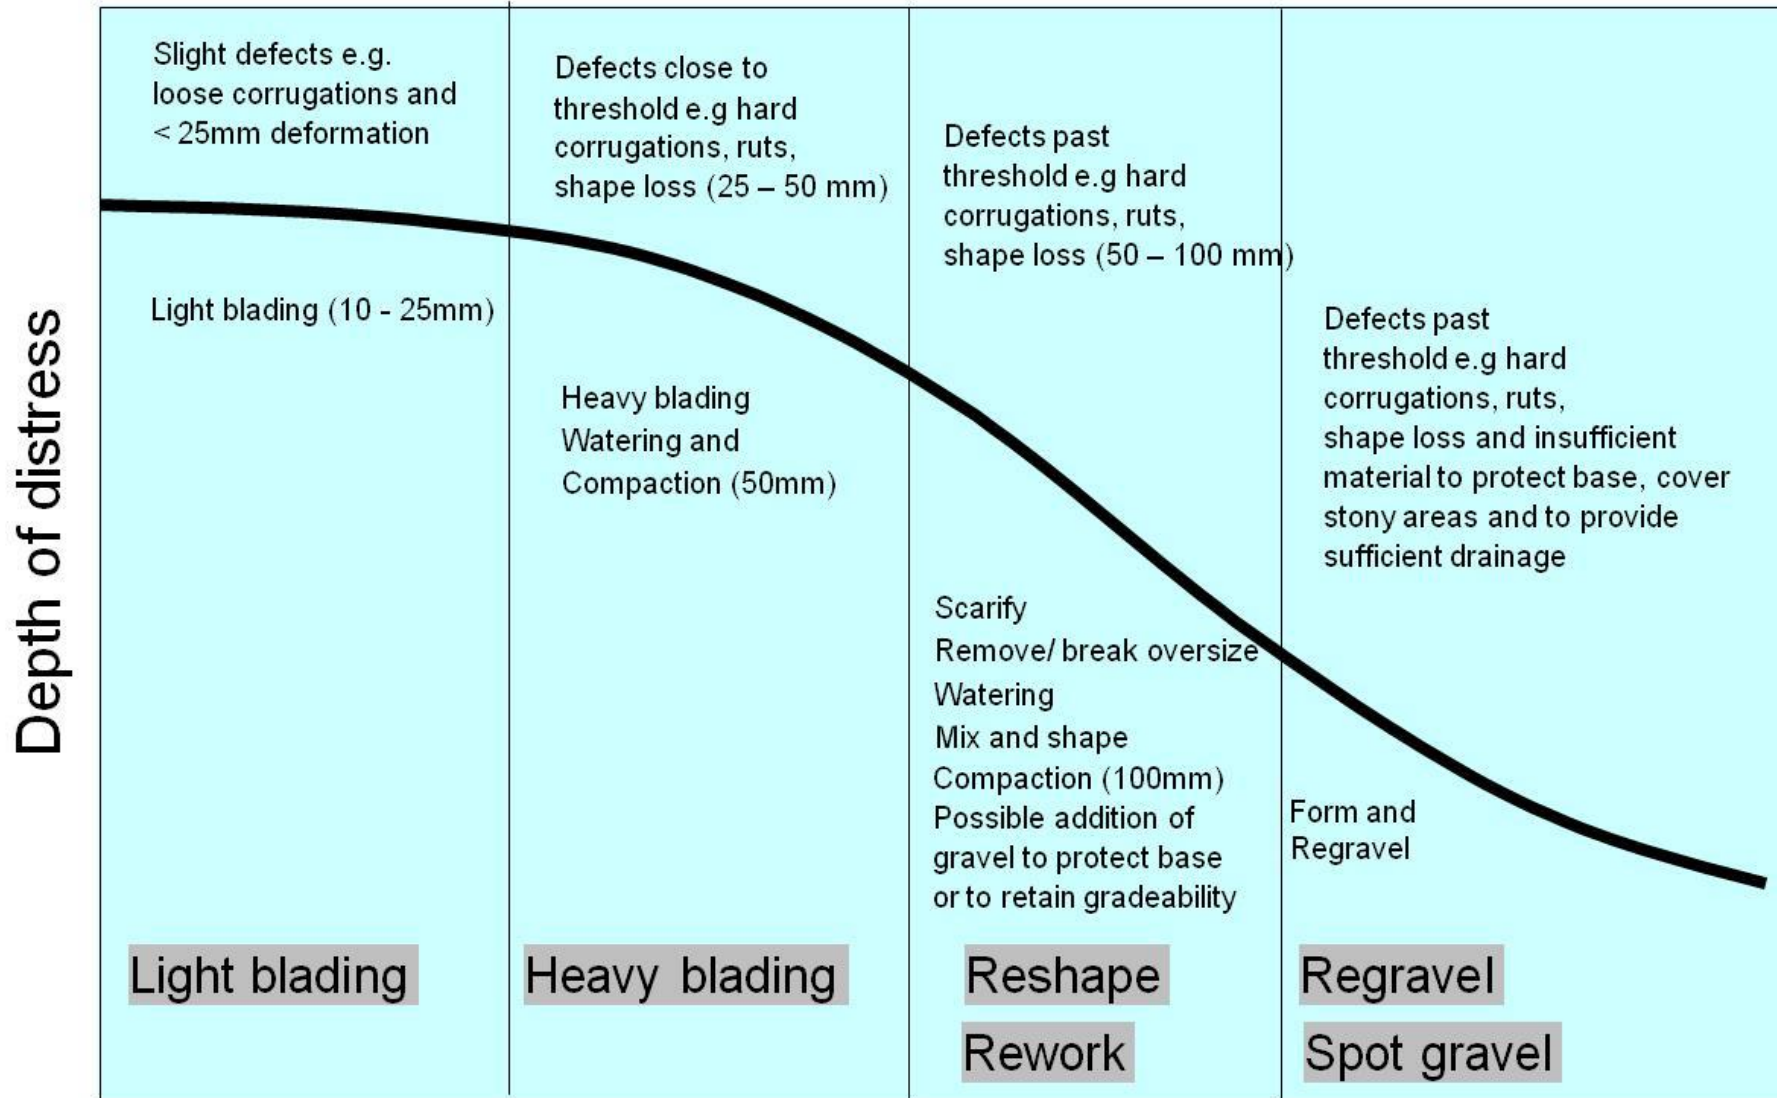 Depth of distress
Slight defects e.g.
loose corrugations and
< 25mm deformation
Light blading (10 - 25mm)
Light blading
Defects close to
threshold e.g hard
corrugations, ruts,
shape loss (25 – 50 mm)
Heavy blading
Watering and
Compaction (50mm)
Heavy blading
Defects past
threshold e.g hard
corrugations, ruts,
shape loss (50 – 100 mm)
Scarify
Remove/ break oversize
Watering
Mix and shape
Compaction (100mm)
Possible addition of
gravel to protect base
or to retain gradeability
Reshape
Rework
Defects past
threshold e.g hard
corrugations, ruts,
shape loss and insufficient
material to protect base, cover
stony areas and to provide
sufficient drainage
Form and
Regravel
Regravel
Spot gravel